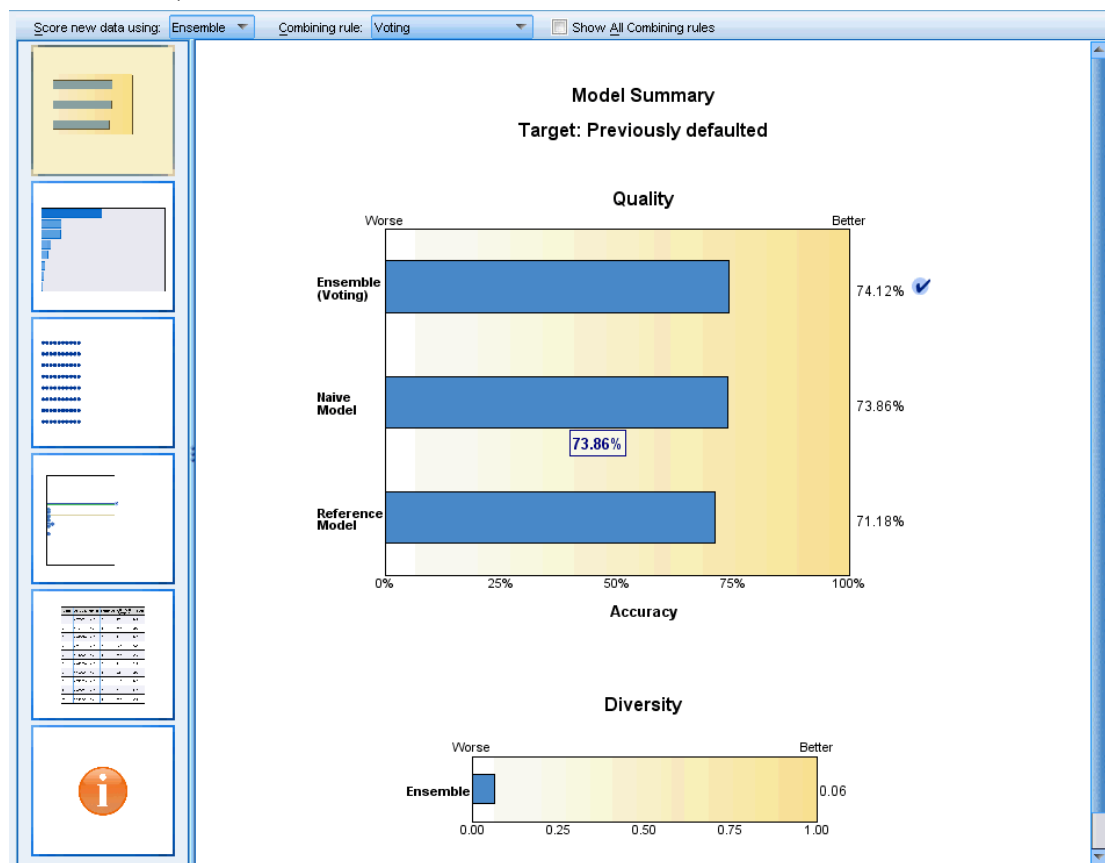 Score new data using: Ensemble Combining rule: Voting Show All Combining rules
Model Summary
Target: Previously defaulted
Quality
Worse Better
Ensemble
(Voting)
74.12%
Naive
Model
73.86%
73.86%
Reference
Model
71.18%
0% 25% 50% 75% 100%
Accuracy
Diversity
Worse Better
Ensemble 0.06
0.00 0.25 0.50 0.75 1.00